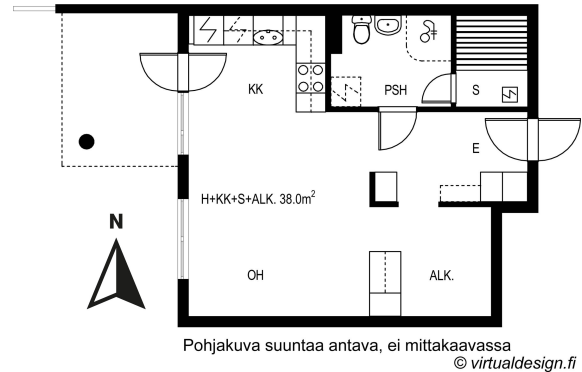 KK
PSH
S
E
H+KK+S+ALK. 38.0m²
N
OH
ALK.
Pohjakuva suuntaa antava, ei mittakaavassa
© virtualdesign.fi